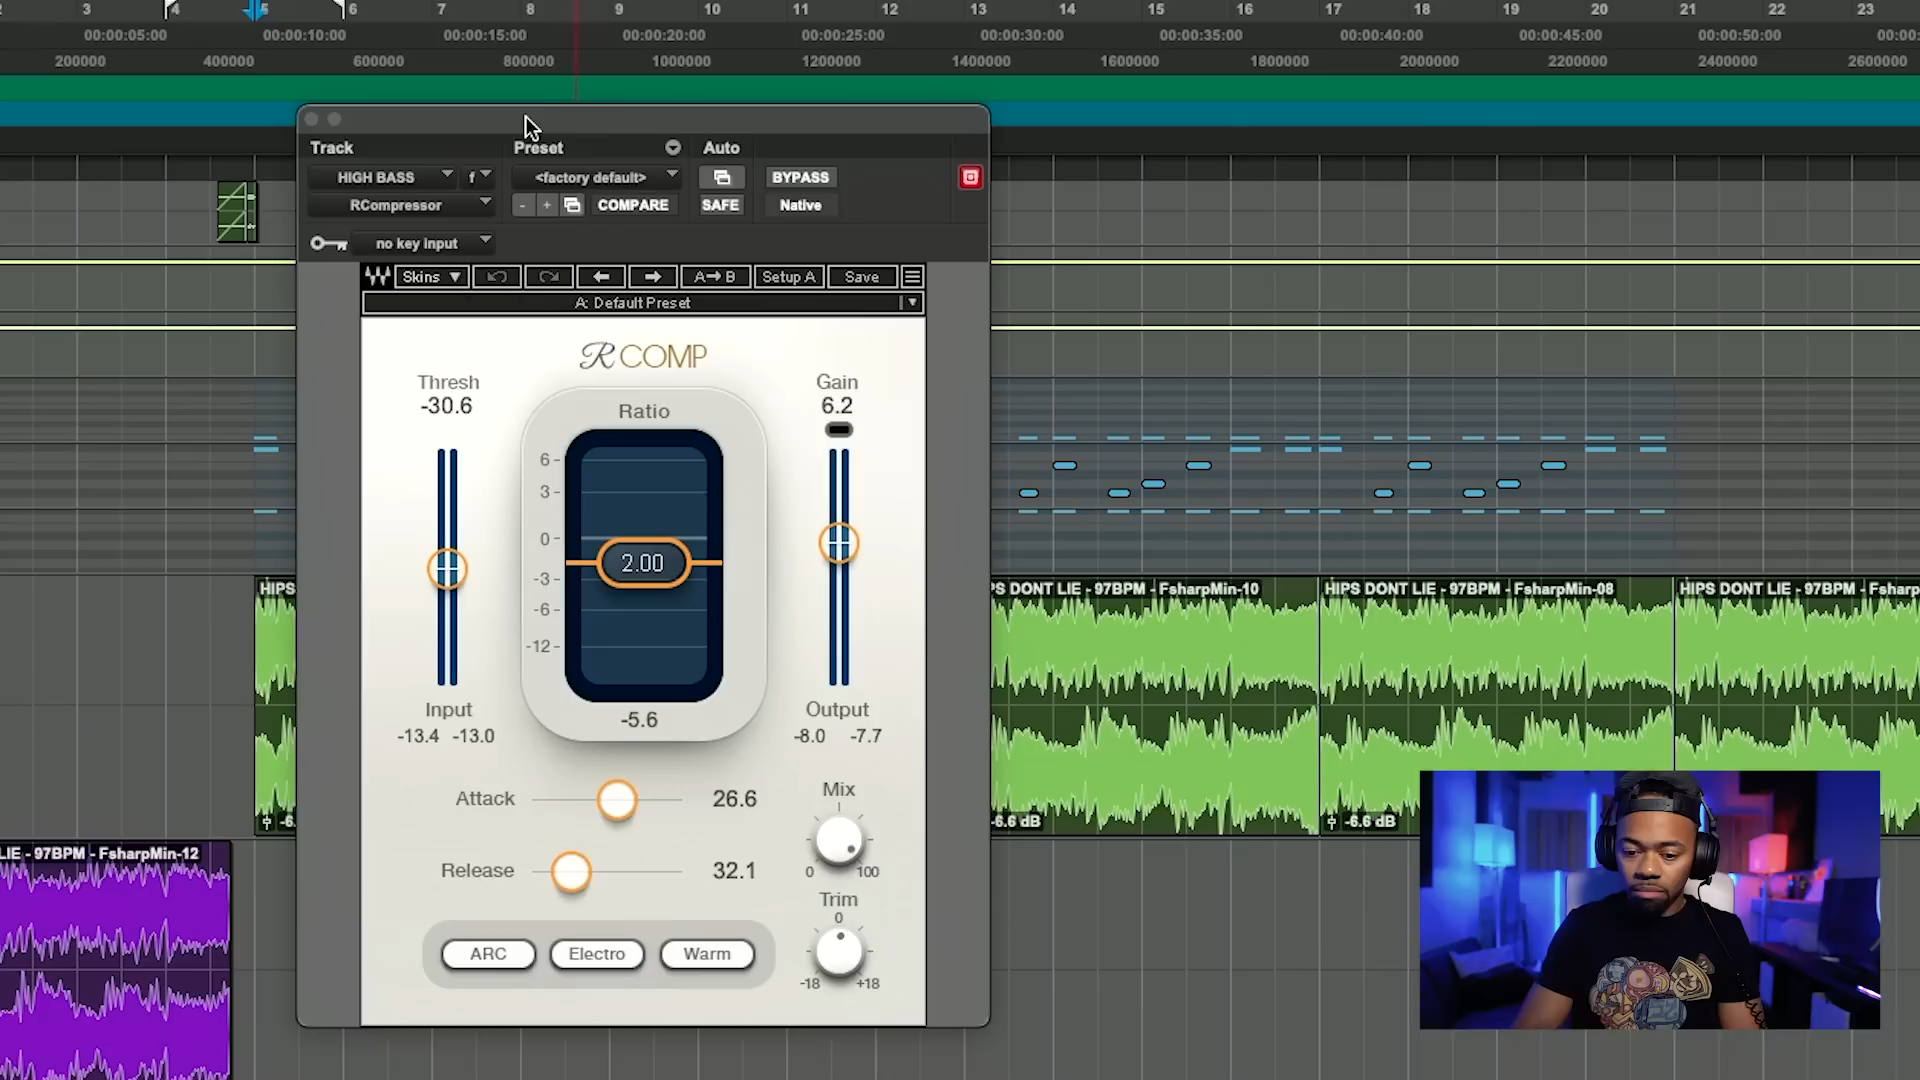 3 4 5 6 7 8 9 10 11 12 13 14 15 16 17 18 19 20 21 22 23
00:00:05:00 00:00:10:00 00:00:15:00 00:00:20:00 00:00:25:00 00:00:30:00 00:00:35:00 00:00:40:00 00:00:45:00 00:00:50:00 00:00:
200000 400000 600000 800000 1000000 1200000 1400000 1600000 1800000 2000000 2200000 2400000 2600000
Track Preset Auto
HIGH BASS f <factory default> BYPASS
RCompressor - + COMPARE SAFE Native
no key input
Skins A→B Setup A Save
A: Default Preset
R COMP
Thresh
-30.6
Ratio
Gain
6.2
6
3
0
-3
-6
-12
2.00
-5.6
Input
-13.4 -13.0
Output
-8.0 -7.7
Attack 26.6
Release 32.1
Mix
0 100
Trim
0
-18 +18
ARC Electro Warm
HIPS
PS DONT LIE - 97BPM - FsharpMin-10
HIPS DONT LIE - 97BPM - FsharpMin-08
HIPS DONT LIE - 97BPM - Fsharp
-6.
-6.6 dB
-6.6 dB
LIE - 97BPM - FsharpMin-12